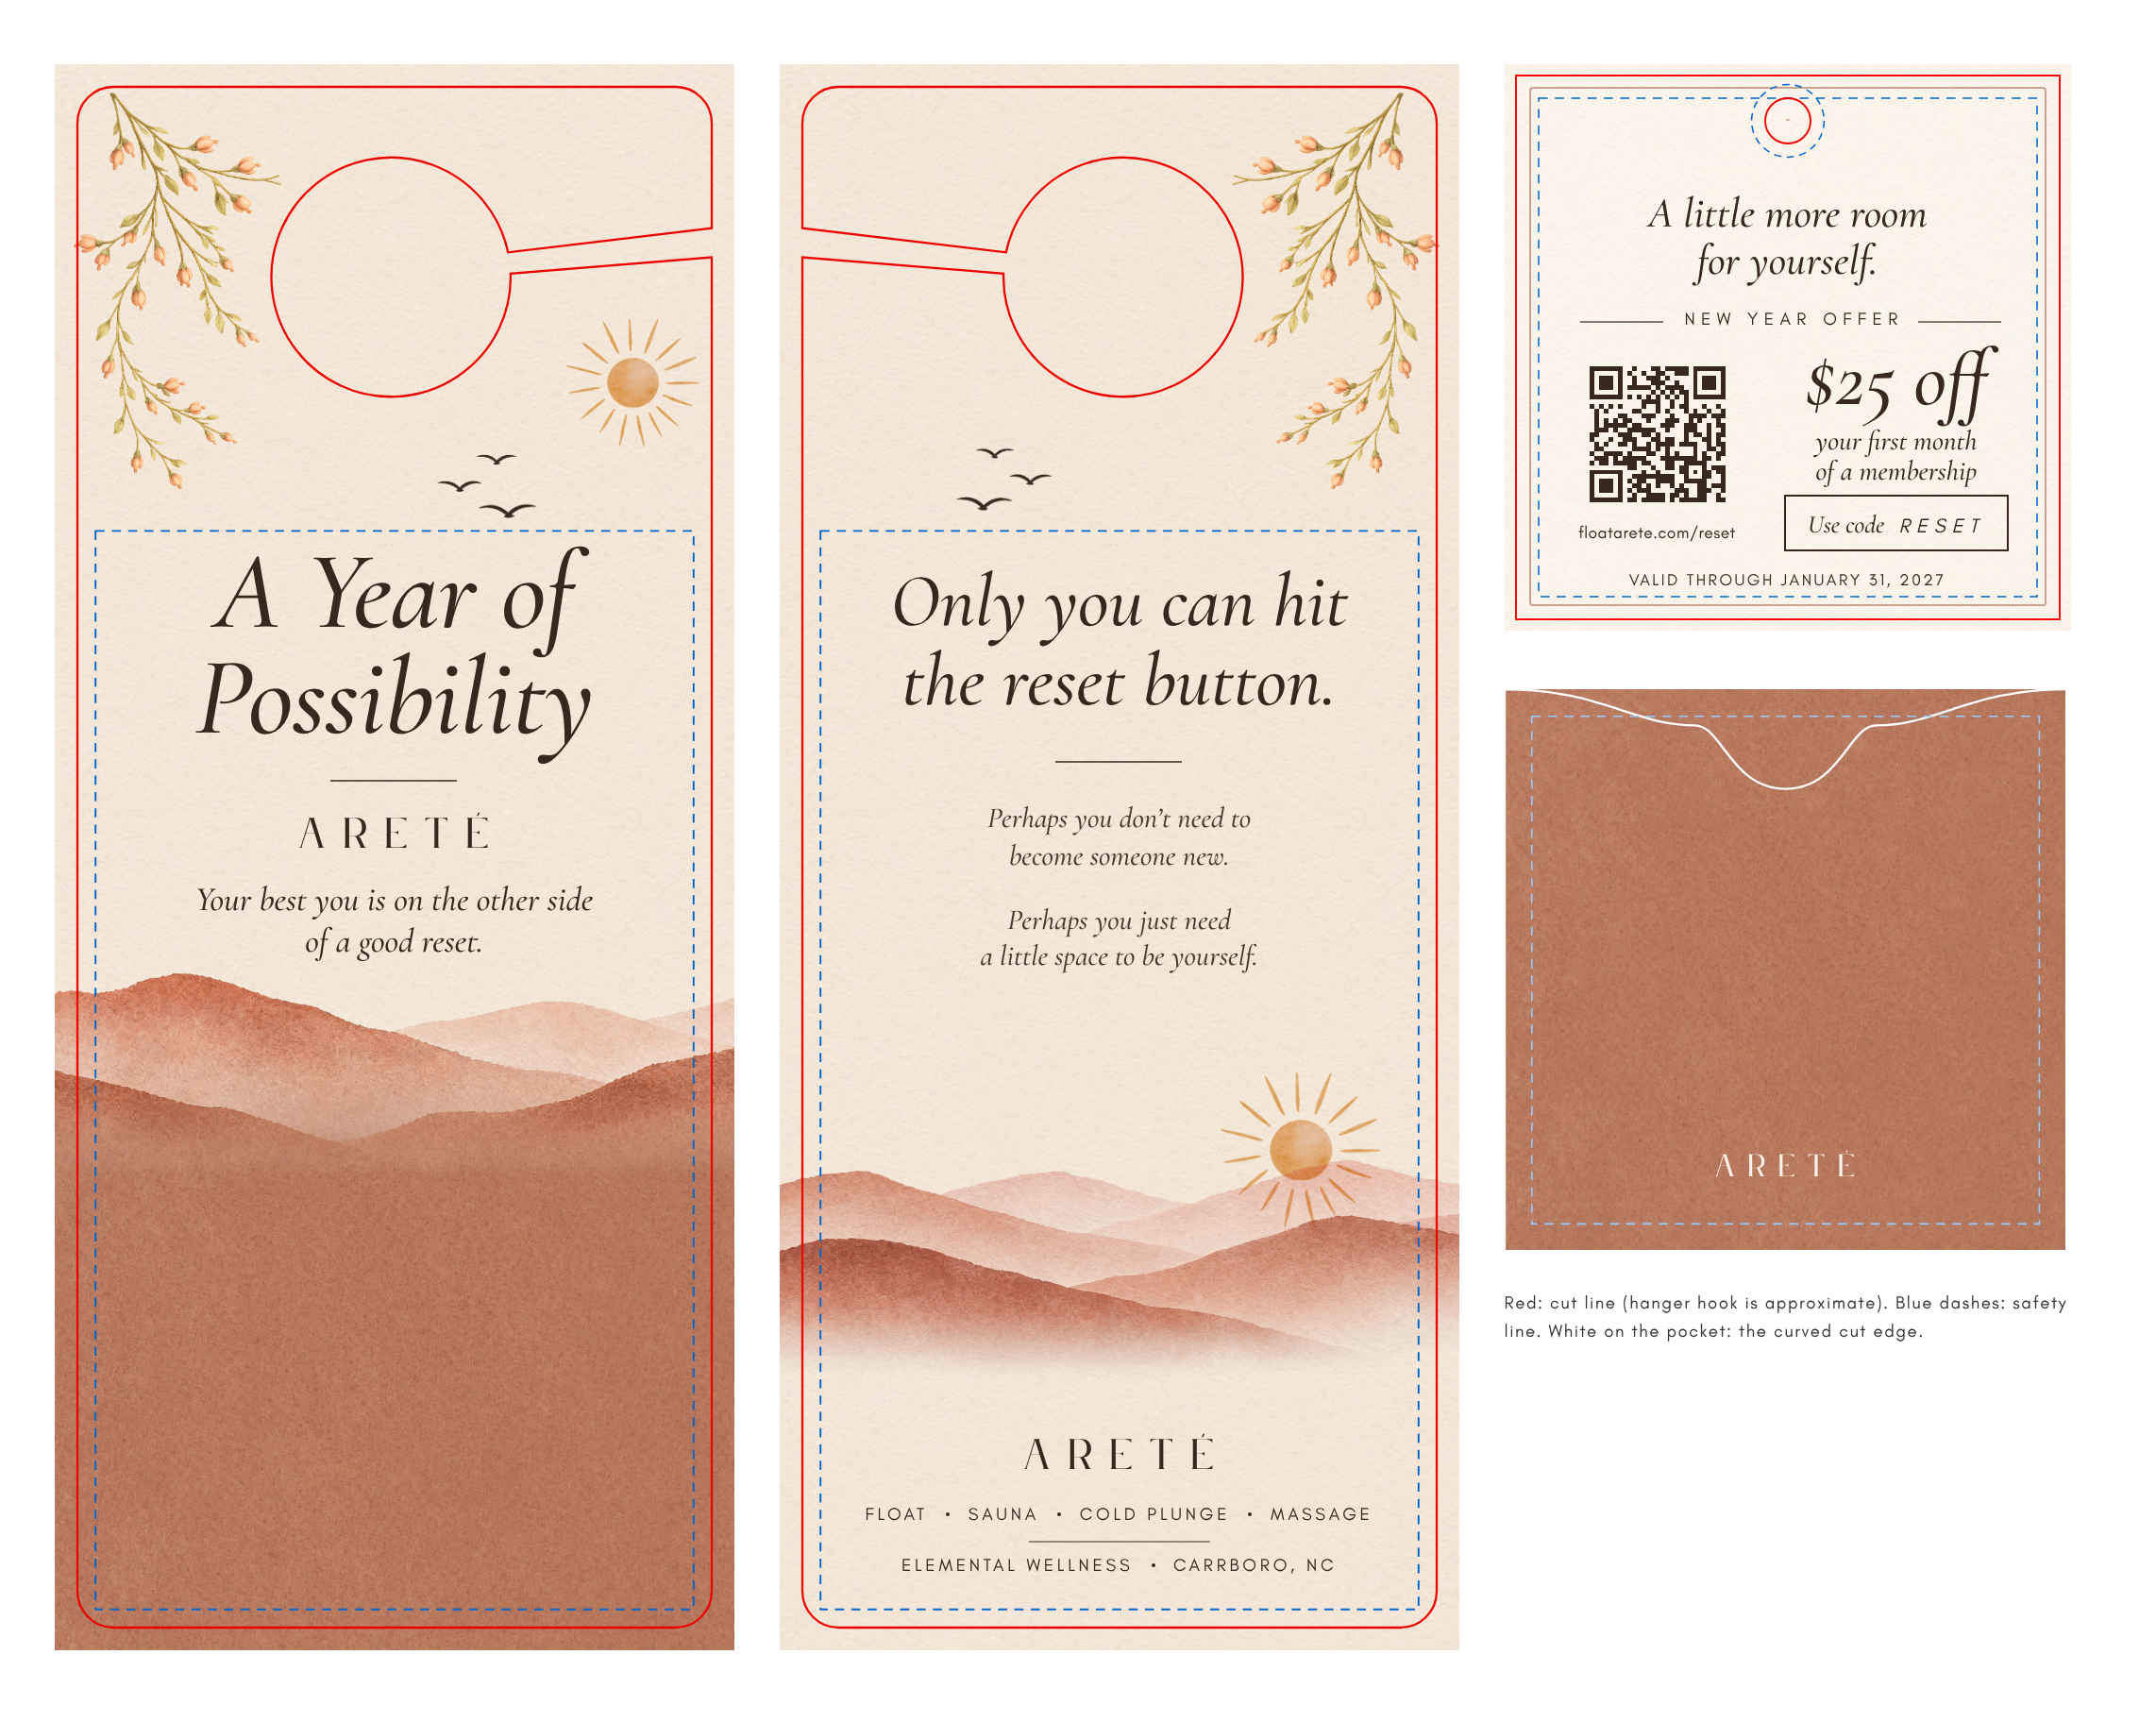 A Year of
Possibility
ARETÉ
Your best you is on the other side
of a good reset.
Only you can hit
the reset button.
Perhaps you don’t need to
become someone new.
Perhaps you just need
a little space to be yourself.
ARETÉ
FLOAT • SAUNA • COLD PLUNGE • MASSAGE
ELEMENTAL WELLNESS • CARRBORO, NC
A little more room
for yourself.
NEW YEAR OFFER
$25 off
your first month
of a membership
floatarete.com/reset
Use code RESET
VALID THROUGH JANUARY 31, 2027
ARETÉ
Red: cut line (hanger hook is approximate). Blue dashes: safety
line. White on the pocket: the curved cut edge.